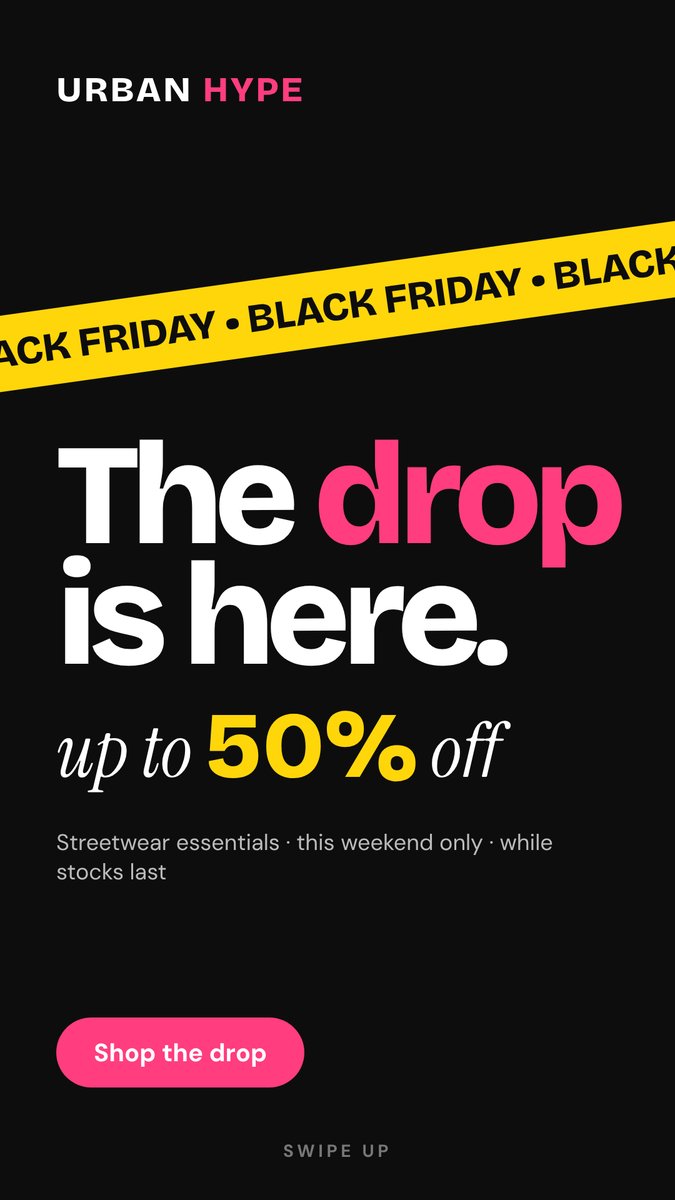 URBAN HYPE
ACK FRIDAY • BLACK FRIDAY • BLACK
The drop
is here.
up to 50% off
Streetwear essentials · this weekend only · while
stocks last
Shop the drop
SWIPE UP